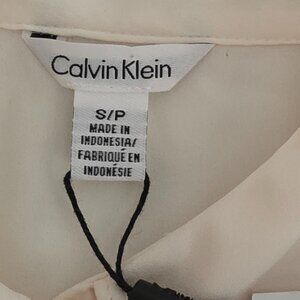 Calvin Klein
S/P
MADE IN
INDONESIA/
FABRIQUÉ EN
INDONÉSIE